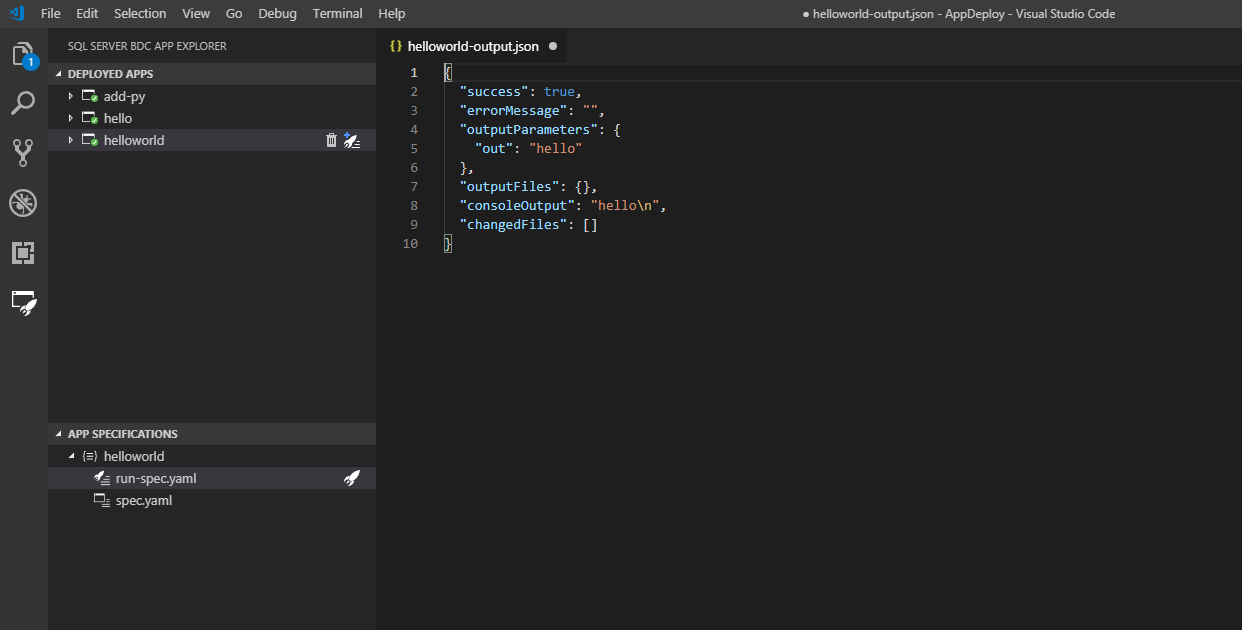 File Edit Selection View Go Debug Terminal Help
● helloworld-output.json - AppDeploy - Visual Studio Code
1
SQL SERVER BDC APP EXPLORER
DEPLOYED APPS
add-py
hello
helloworld
APP SPECIFICATIONS
helloworld
run-spec.yaml
spec.yaml
{} helloworld-output.json ●
1 {
2 "success": true,
3 "errorMessage": "",
4 "outputParameters": {
5 "out": "hello"
6 },
7 "outputFiles": {},
8 "consoleOutput": "hello\n",
9 "changedFiles": []
10 }